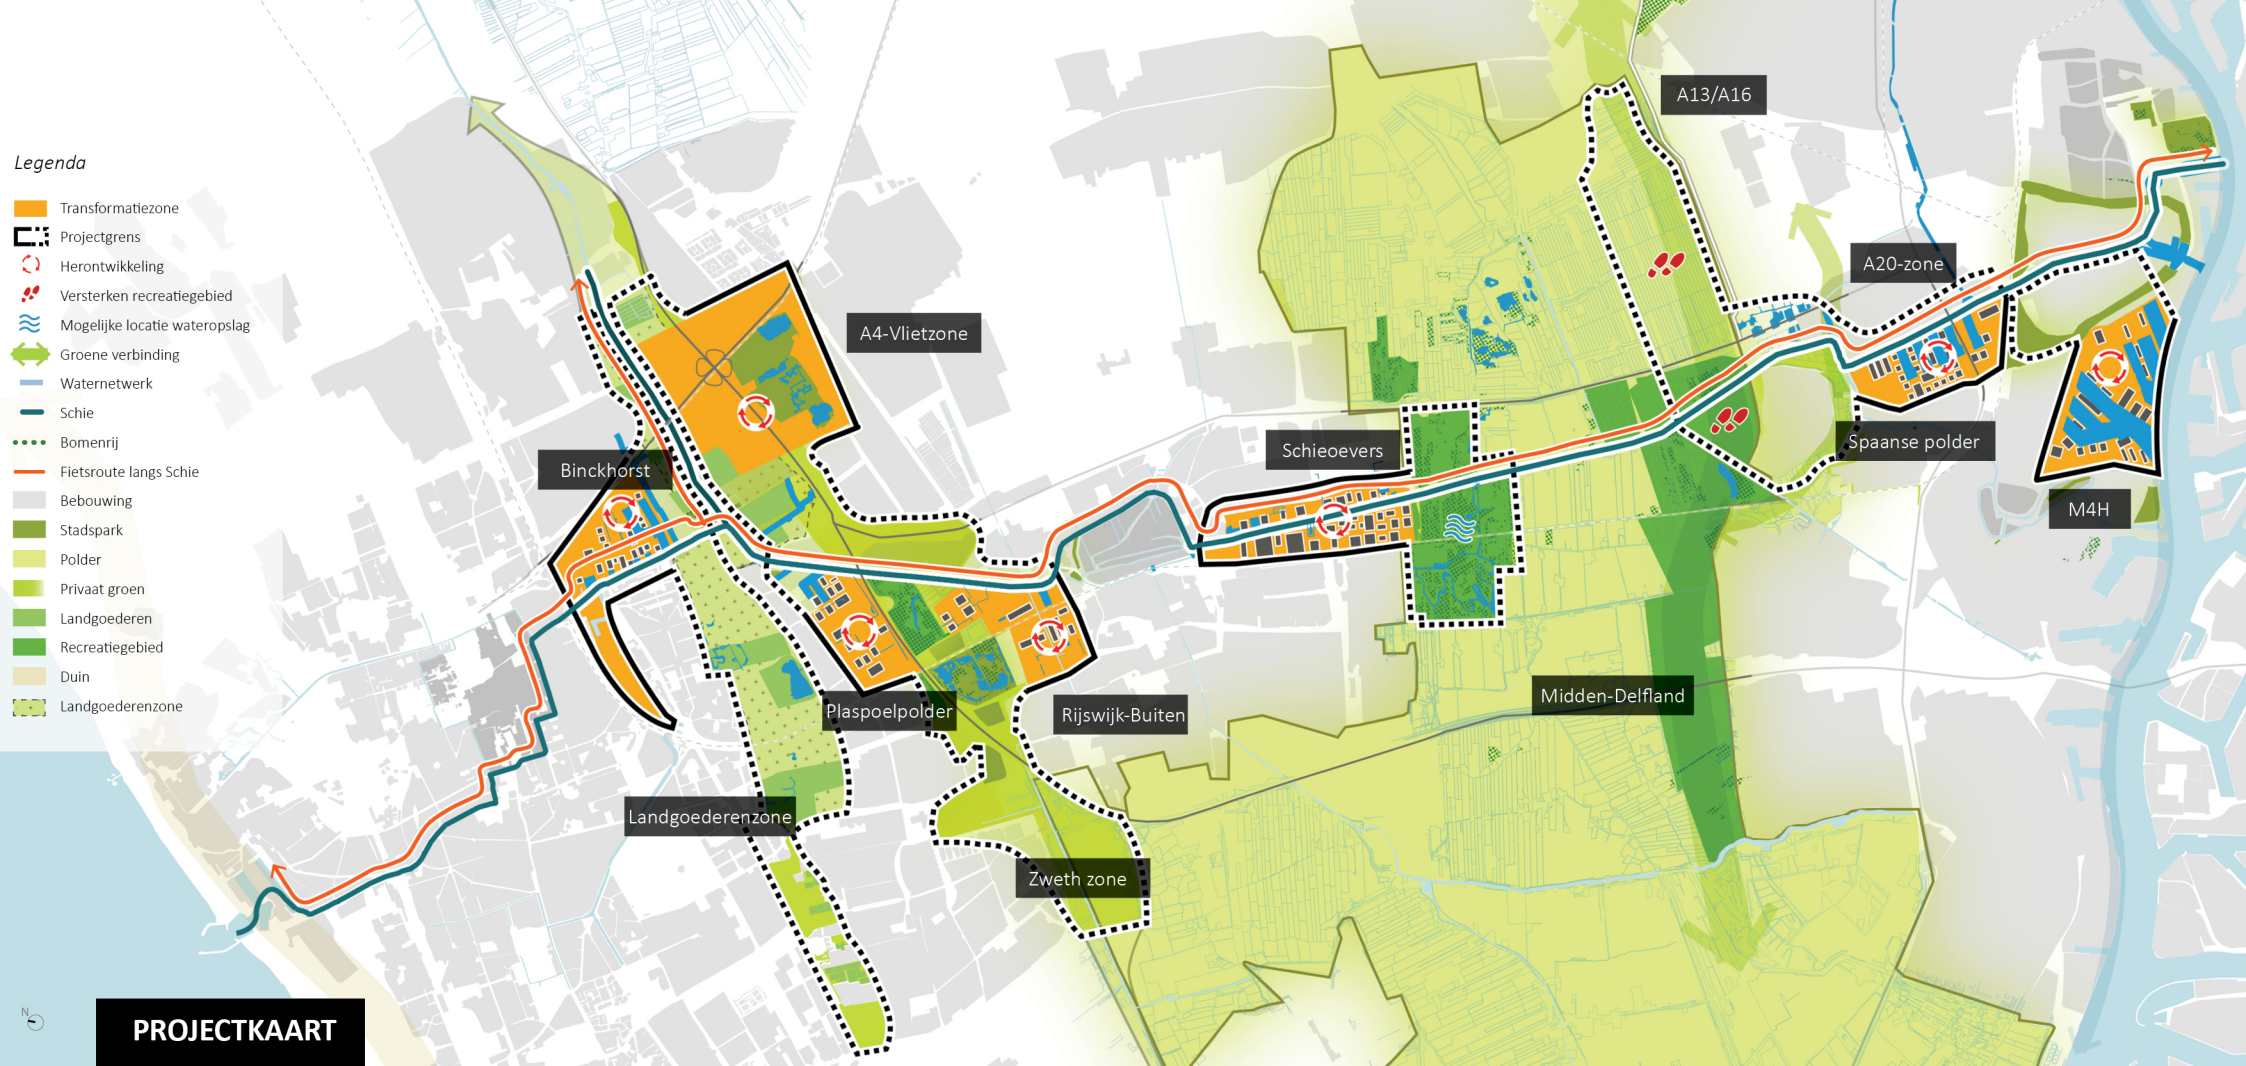 Legenda
Transformatiezone
Projectgrens
Herontwikkeling
Versterken recreatiegebied
Mogelijke locatie wateropslag
Groene verbinding
Waternetwerk
Schie
Bomenrij
Fietsroute langs Schie
Bebouwing
Stadspark
Polder
Privaat groen
Landgoederen
Recreatiegebied
Duin
Landgoederenzone
A13/A16
A20-zone
A4-Vlietzone
Binckhorst
Schieoevers
Spaanse polder
M4H
Plaspoelpolder
Rijswijk-Buiten
Midden-Delfland
Landgoederenzone
Zweth zone
N
PROJECTKAART